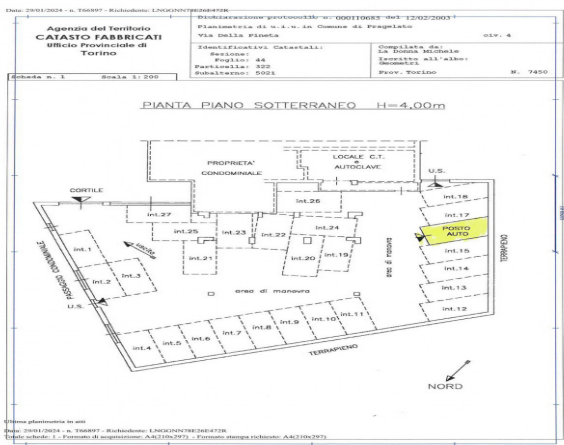 Data: 29/01/2024 - n. T66897 - Richiedente: LNGGNN78E26E472R
Agenzia del Territorio
CATASTO FABBRICATI
Ufficio Provinciale di
Torino
Dichiarazione protocollo n. 000110685 del 12/02/2003
Planimetria di u.i.u. in Comune di Pragelato
Via Della Pineta civ. 4
Identificativi Catastali:
Sezione:
Foglio: 44
Particella: 322
Subalterno: 5021
Compilata da:
La Donna Michele
Iscritto all'albo:
Geometri
Prov. Torino N. 7450
Scheda n. 1 Scala 1: 200
PIANTA PIANO SOTTERRANEO H=4,00m
PROPRIETA'
CONDOMINIALE
LOCALE C.T.
e
AUTOCLAVE
U.S.
CORTILE
int.18
int.26
int.17
int.27
POSTO
AUTO
int.25
int.23
int.22
int.24
int.1
uscita
int.15
int.21
int.20
int.19
int.14
int.3
int.2
int.13
area di manovra
area di manovra
TERRAPIENO
PASSAGGIO CONDOMINIALE
U.S.
int.12
int.11
int.10
int.9
int.8
int.7
int.6
int.5
int.4
TERRAPIENO
NORD
Ultima planimetria in atti
Data: 29/01/2024 - n. T66897 - Richiedente: LNGGNN78E26E472R
Totale schede: 1 - Formato di acquisizione: A4(210x297) - Formato stampa richiesto: A4(210x297)